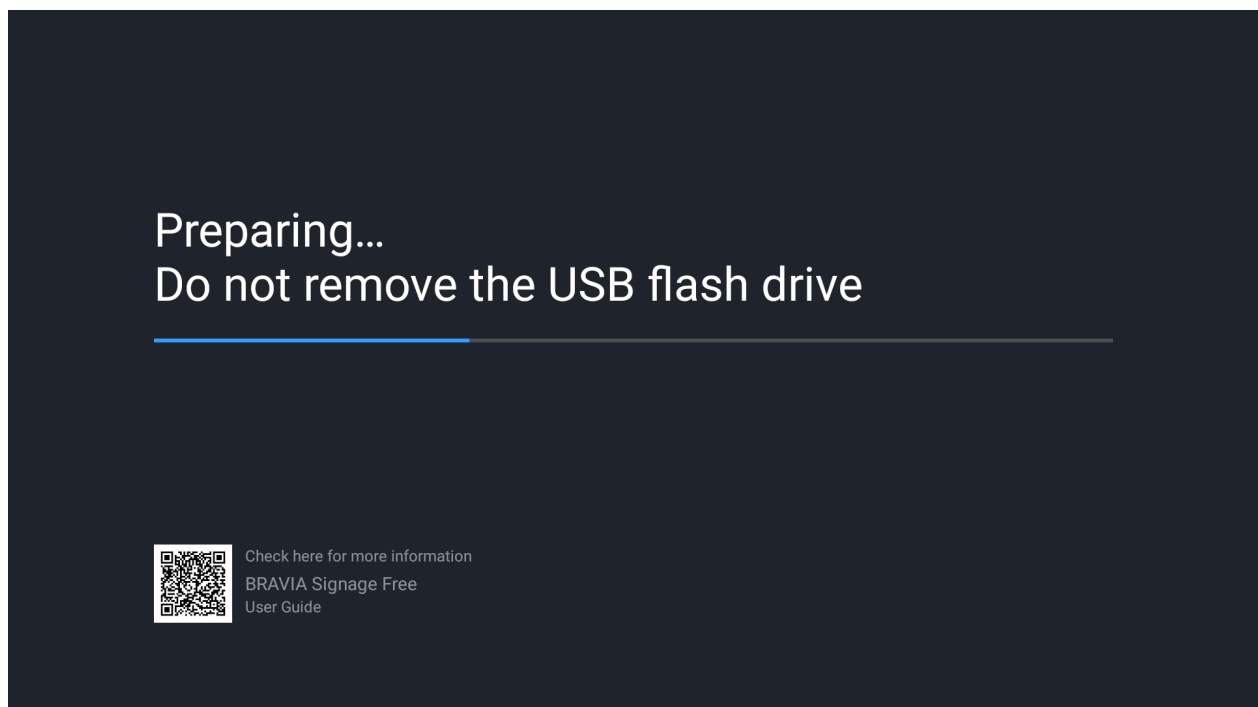 Preparing...
Do not remove the USB flash drive
Check here for more information
BRAVIA Signage Free
User Guide